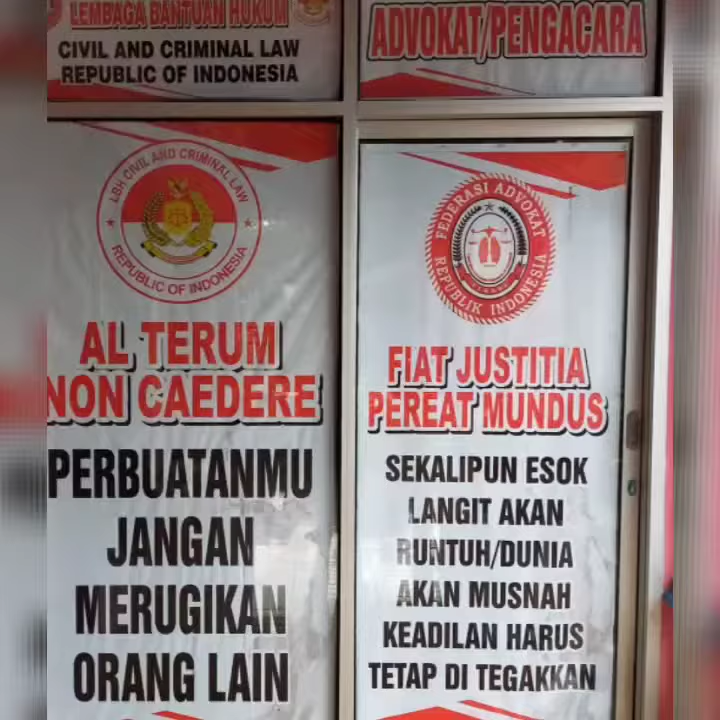 LEMBAGA BANTUAN HUKUM
CIVIL AND CRIMINAL LAW
REPUBLIC OF INDONESIA
ADVOKAT/PENGACARA
LBH CIVIL AND CRIMINAL LAW
REPUBLIC OF INDONESIA
AL TERUM
NON CAEDERE
PERBUATANMU
JANGAN
MERUGIKAN
ORANG LAIN
FEDERASI ADVOKAT
REPUBLIK INDONESIA
FIAT JUSTITIA
PEREAT MUNDUS
SEKALIPUN ESOK
LANGIT AKAN
RUNTUH/DUNIA
AKAN MUSNAH
KEADILAN HARUS
TETAP DI TEGAKKAN